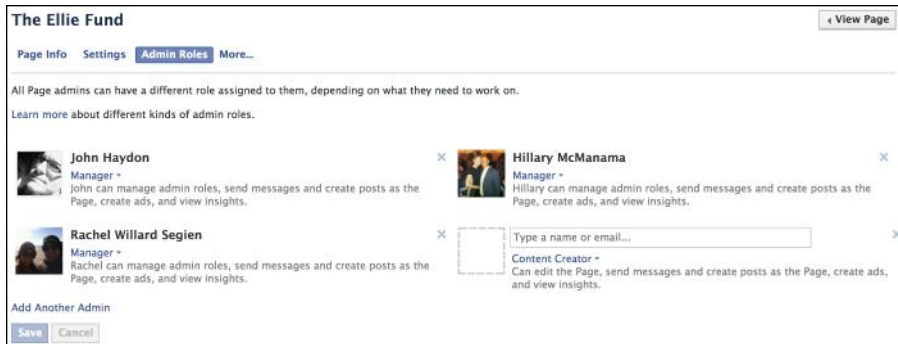 The Ellie Fund
View Page
Page Info Settings Admin Roles More...
All Page admins can have a different role assigned to them, depending on what they need to work on.
Learn more about different kinds of admin roles.
John Haydon
Manager
John can manage admin roles, send messages and create posts as the
Page, create ads, and view insights.
Hillary McManama
Manager
Hillary can manage admin roles, send messages and create posts as the
Page, create ads, and view insights.
Rachel Willard Segien
Manager
Rachel can manage admin roles, send messages and create posts as the
Page, create ads, and view insights.
Type a name or email...
Content Creator
Can edit the Page, send messages and create posts as the Page, create ads,
and view insights.
Add Another Admin
Save Cancel